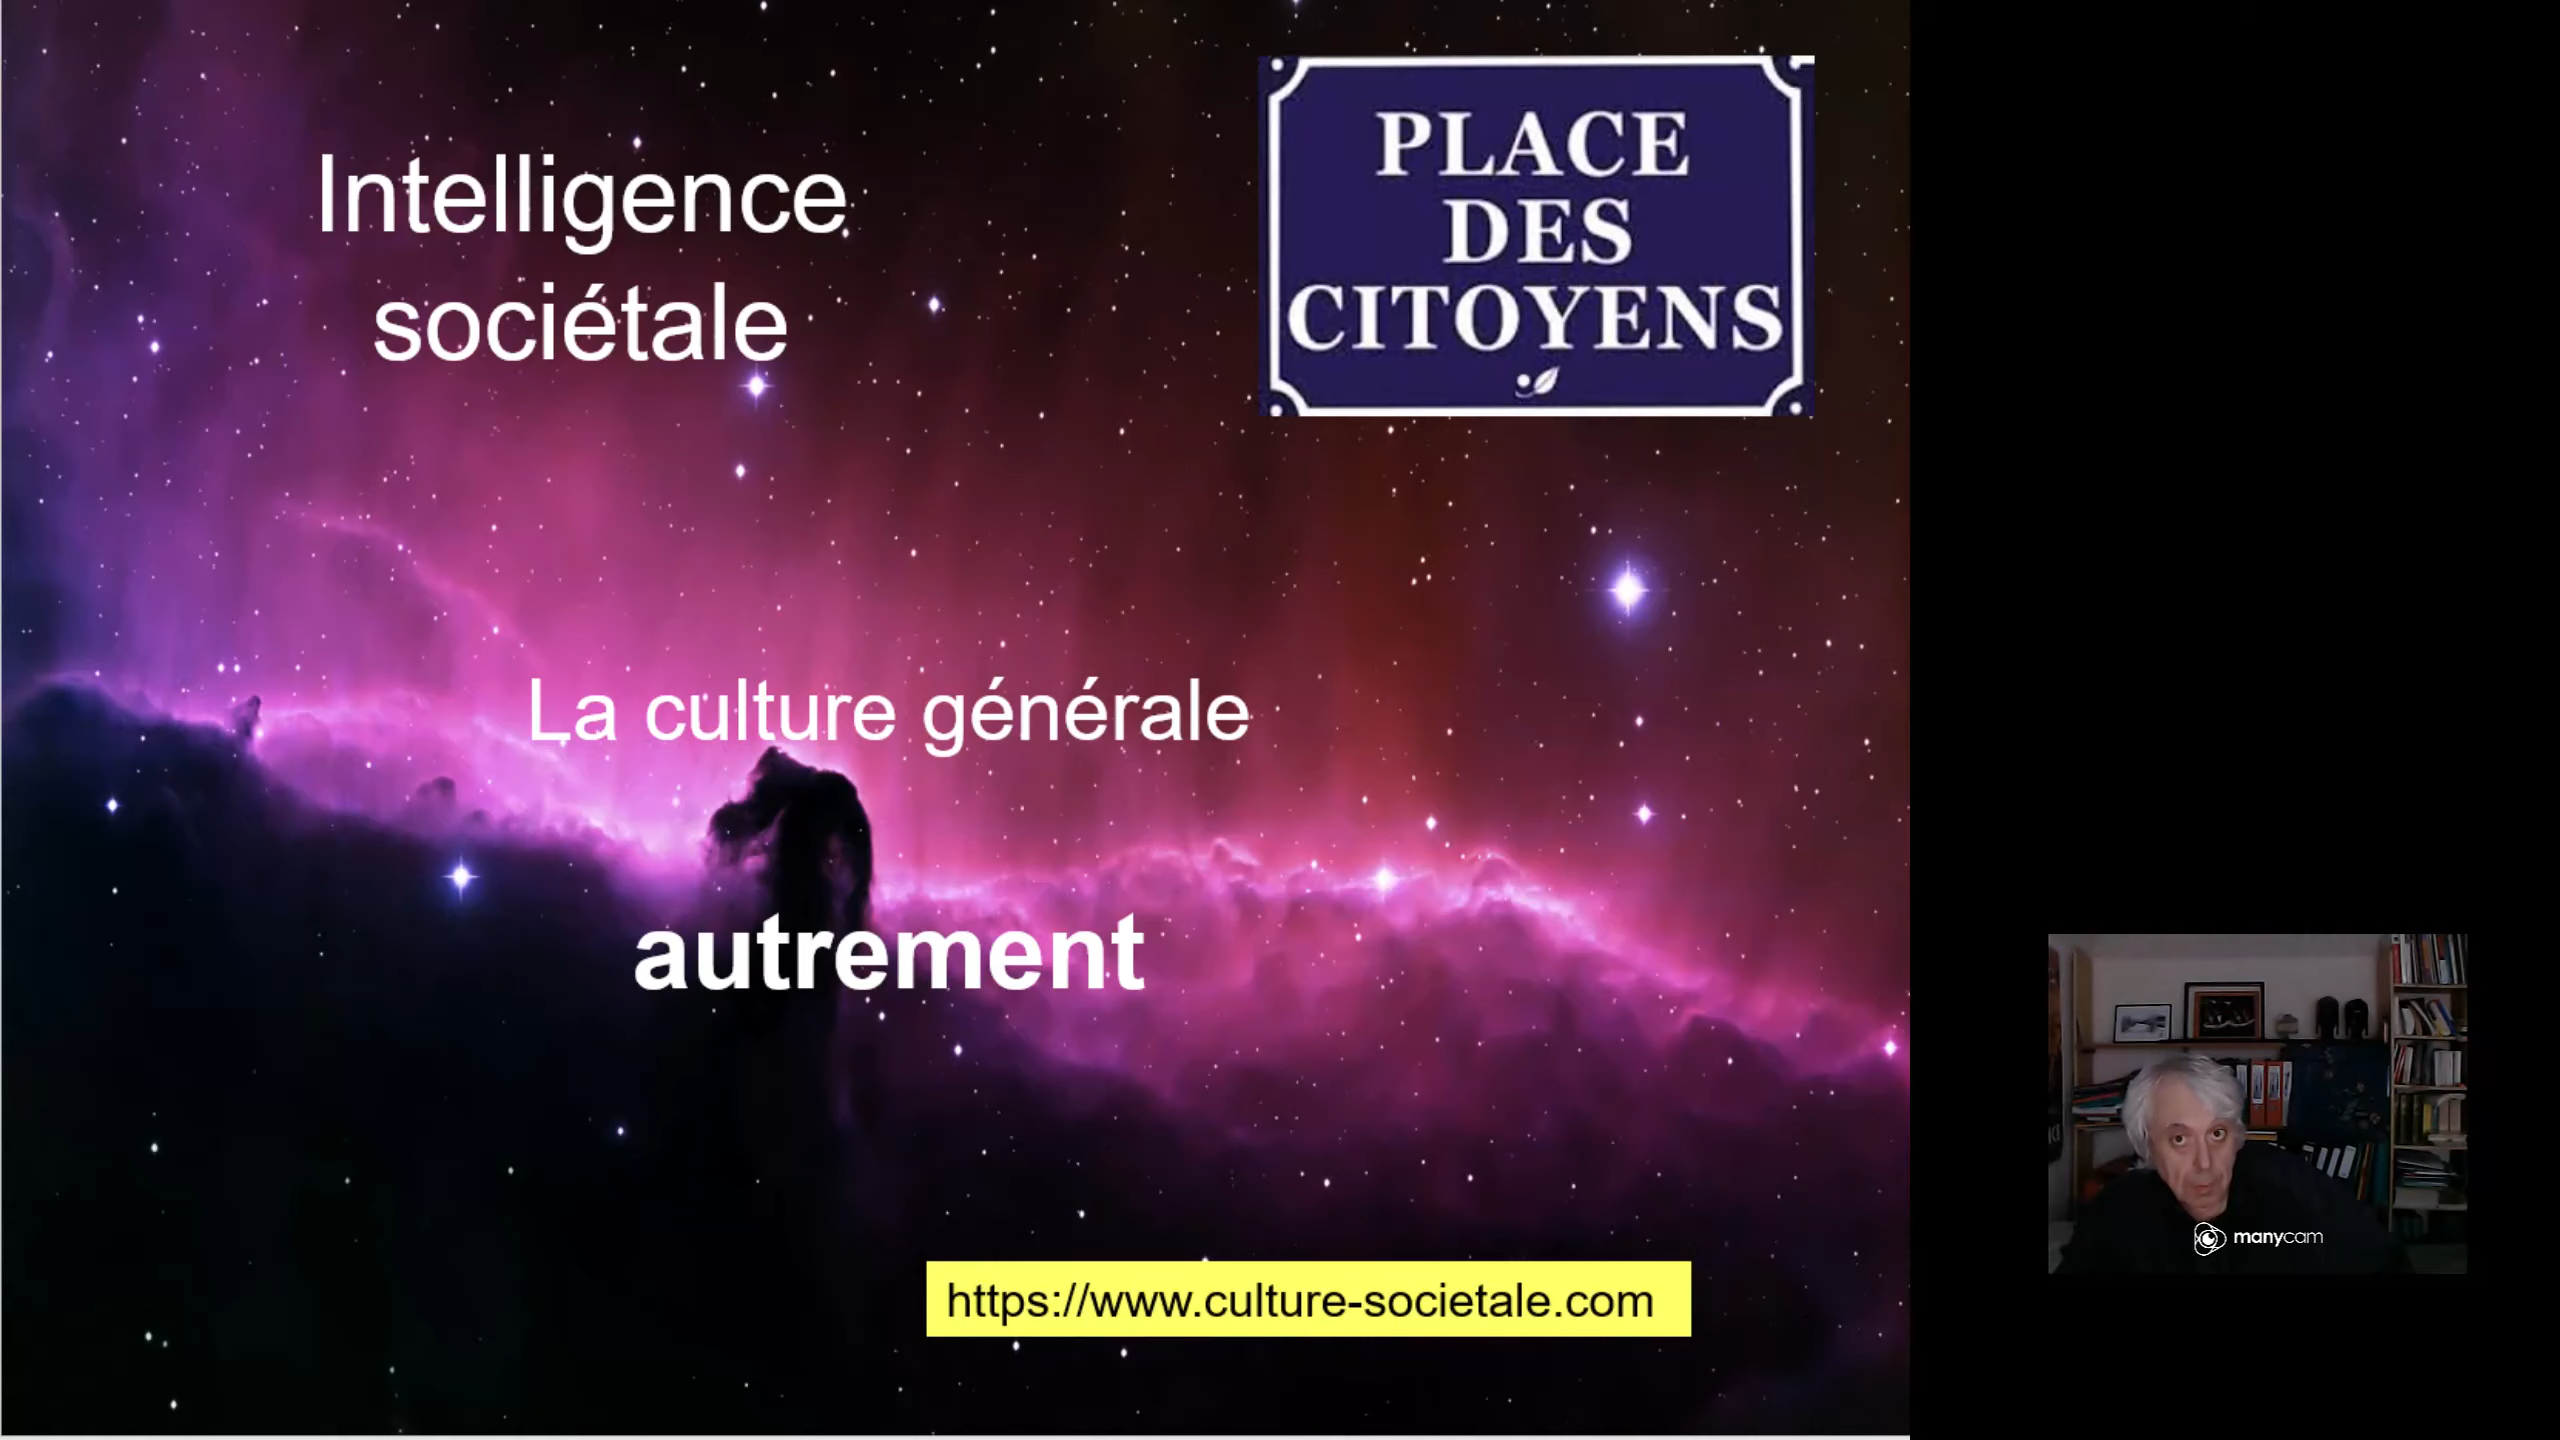 Intelligence
sociétale
PLACE
DES
CITOYENS
La culture générale
autrement
https://www.culture-societale.com
manycam